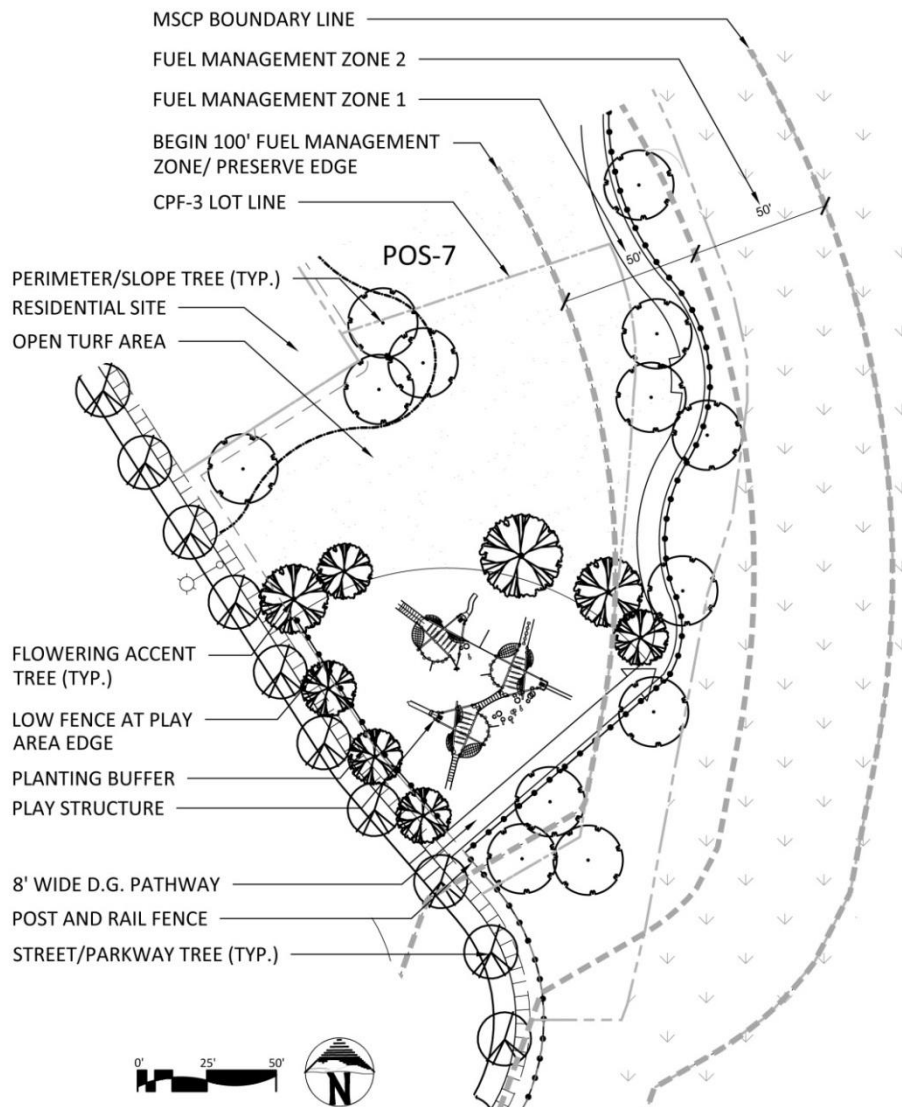 MSCP BOUNDARY LINE
FUEL MANAGEMENT ZONE 2
FUEL MANAGEMENT ZONE 1
BEGIN 100' FUEL MANAGEMENT
ZONE/ PRESERVE EDGE
CPF-3 LOT LINE
50'
POS-7
50'
PERIMETER/SLOPE TREE (TYP.)
RESIDENTIAL SITE
OPEN TURF AREA
FLOWERING ACCENT
TREE (TYP.)
LOW FENCE AT PLAY
AREA EDGE
PLANTING BUFFER
PLAY STRUCTURE
8' WIDE D.G. PATHWAY
POST AND RAIL FENCE
STREET/PARKWAY TREE (TYP.)
0' 25' 50'
N